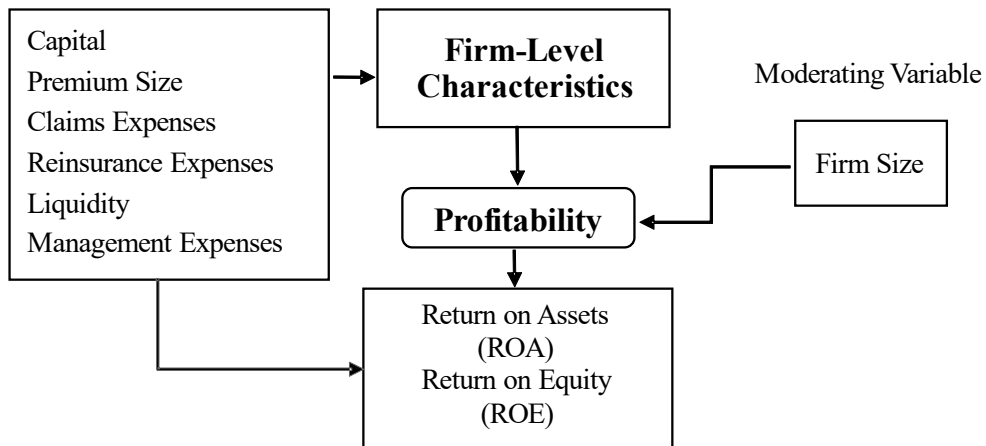 Capital
Premium Size
Claims Expenses
Reinsurance Expenses
Liquidity
Management Expenses
Firm-Level
Characteristics
Moderating Variable
Firm Size
Profitability
Return on Assets
(ROA)
Return on Equity
(ROE)